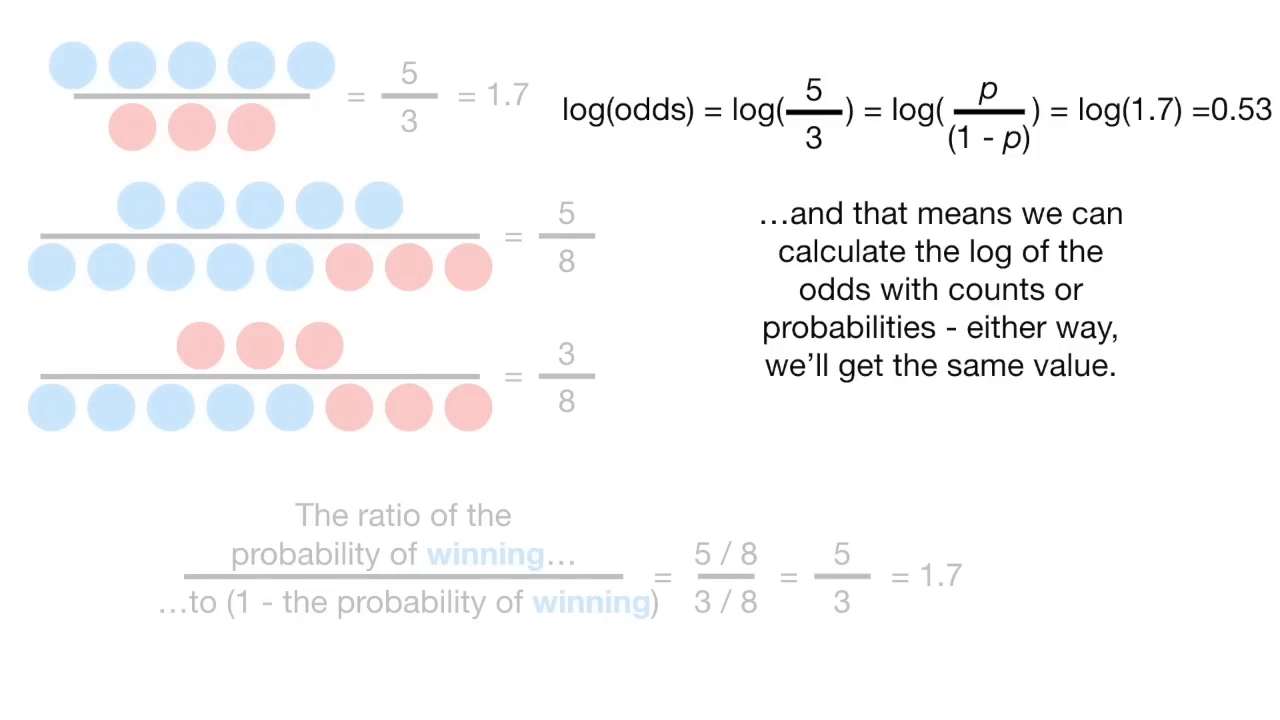 5
= — = 1.7
3
log(odds) = log(5/3) = log(p/(1 - p)) = log(1.7) =0.53
5
= —
8
…and that means we can
calculate the log of the
odds with counts or
probabilities - either way,
we’ll get the same value.
3
= —
8
The ratio of the
probability of winning…
…to (1 - the probability of winning)
= 5 / 8 = 5 = 1.7
3 / 8 3